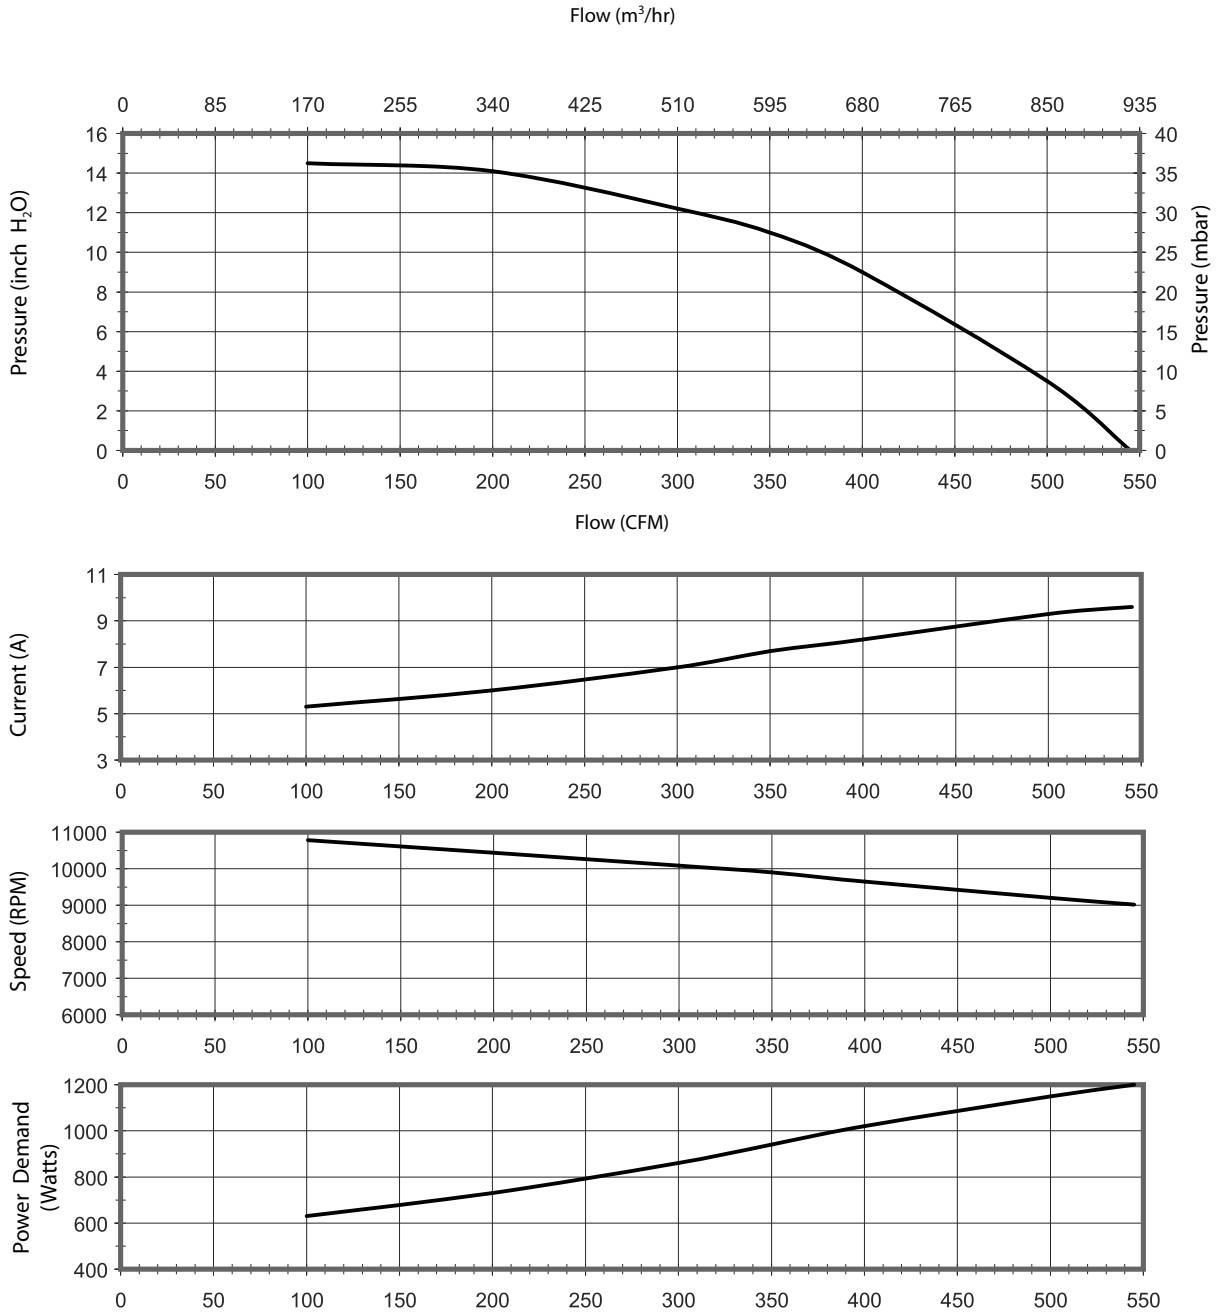 Flow (m³/hr)
0 85 170 255 340 425 510 595 680 765 850 935
16 40
14 35
12 30
10 25
8 20
6 15
4 10
2 5
0 0
Pressure (inch H₂O)
Pressure (mbar)
0 50 100 150 200 250 300 350 400 450 500 550
Flow (CFM)
11
9
7
5
3
Current (A)
0 50 100 150 200 250 300 350 400 450 500 550
11000
10000
9000
8000
7000
6000
Speed (RPM)
0 50 100 150 200 250 300 350 400 450 500 550
1200
1000
800
600
400
Power Demand
(Watts)
0 50 100 150 200 250 300 350 400 450 500 550